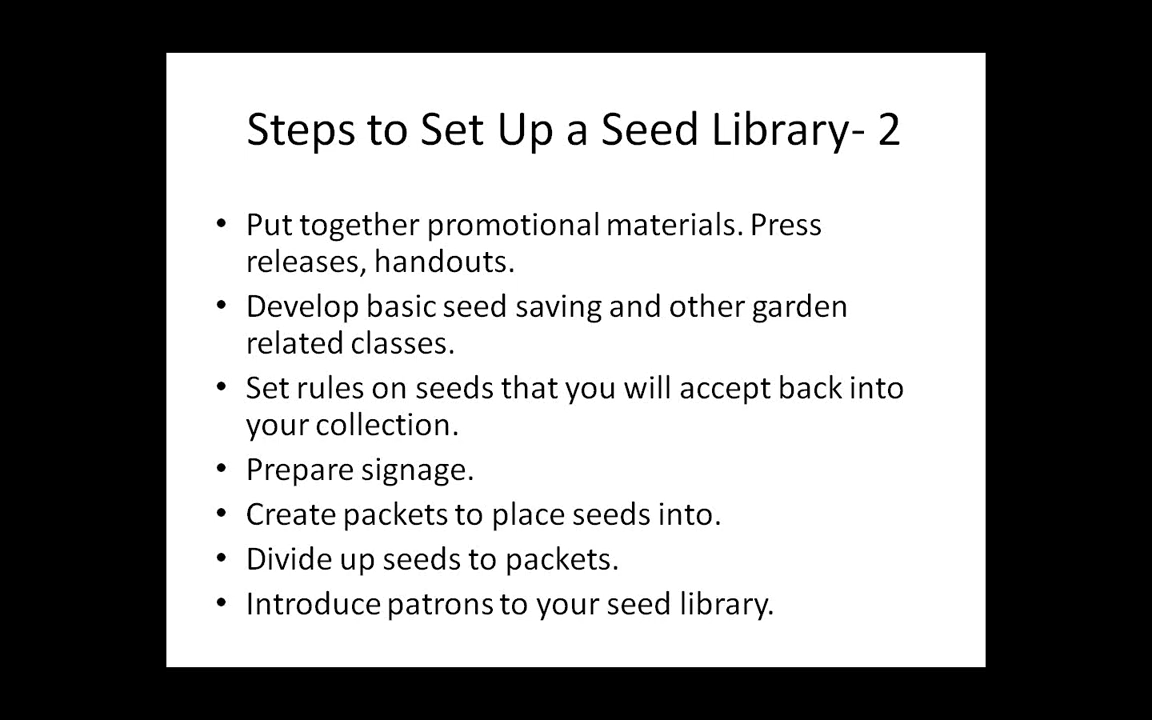 Steps to Set Up a Seed Library- 2
• Put together promotional materials. Press
releases, handouts.
• Develop basic seed saving and other garden
related classes.
• Set rules on seeds that you will accept back into
your collection.
• Prepare signage.
• Create packets to place seeds into.
• Divide up seeds to packets.
• Introduce patrons to your seed library.